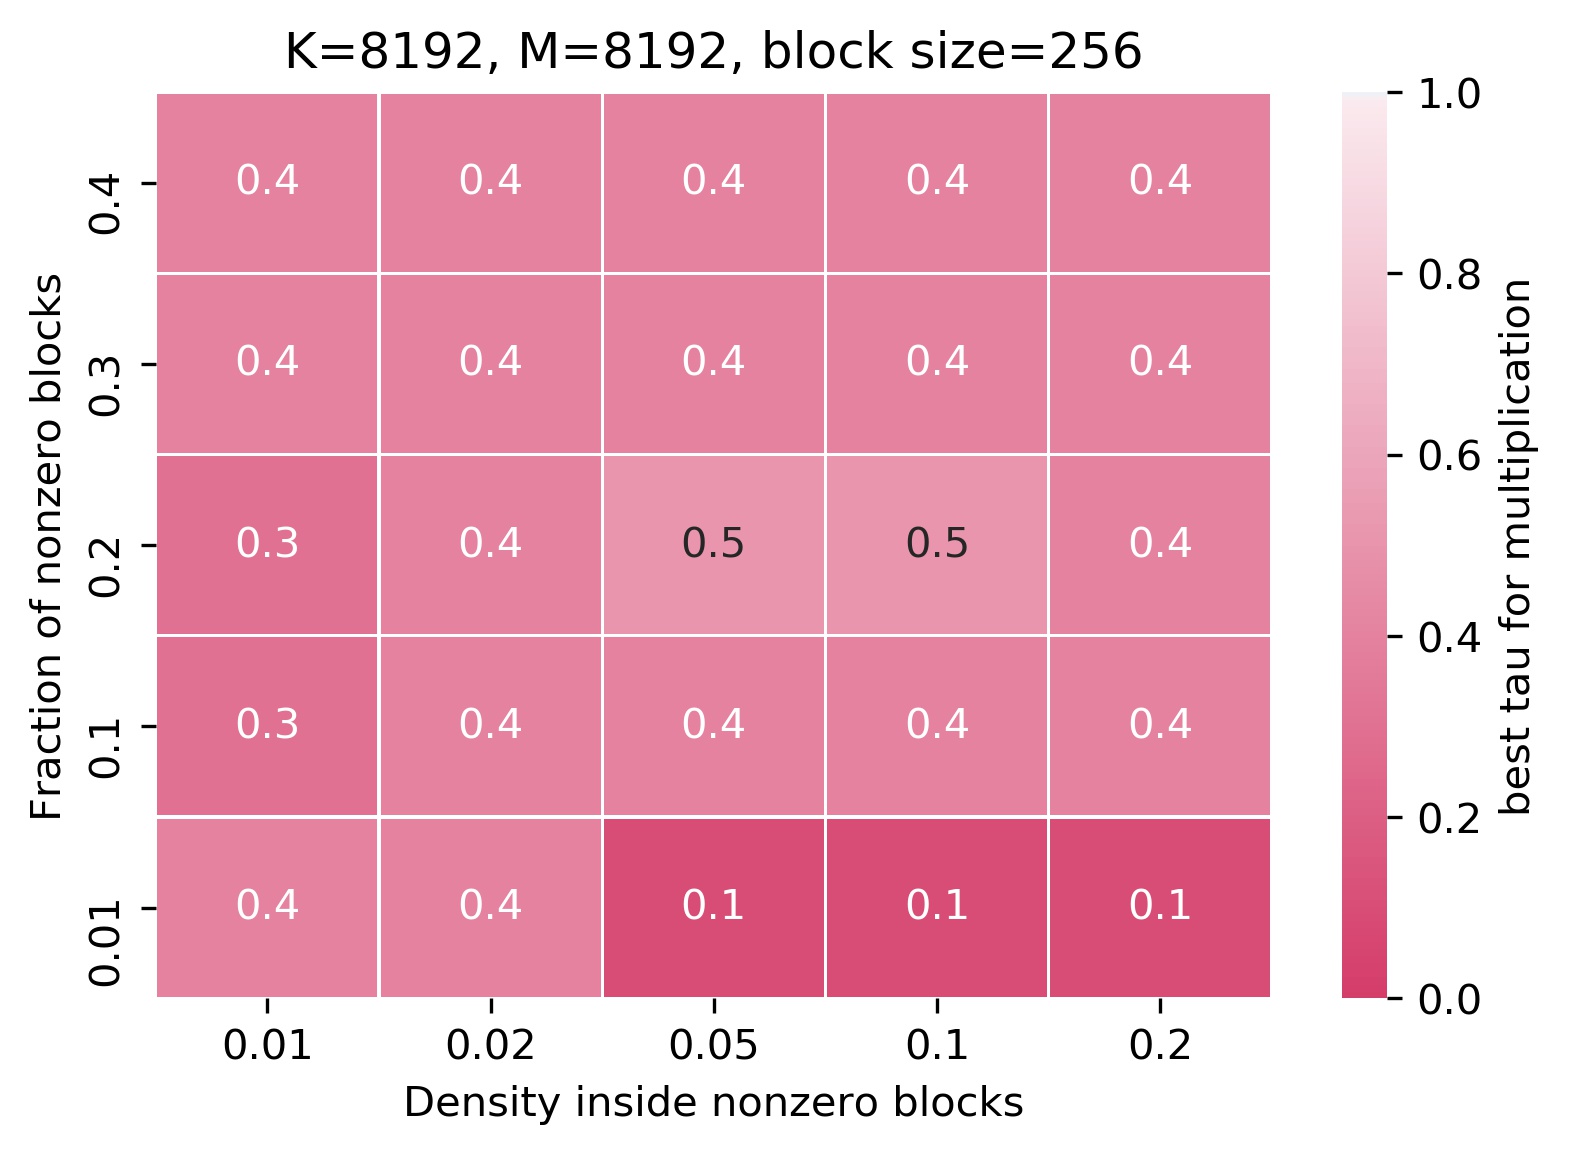 K=8192, M=8192, block size=256
Fraction of nonzero blocks
0.4
0.4 0.4 0.4 0.4 0.4
0.3
0.4 0.4 0.4 0.4 0.4
0.2
0.3 0.4 0.5 0.5 0.4
0.1
0.3 0.4 0.4 0.4 0.4
0.01
0.4 0.4 0.1 0.1 0.1
0.01 0.02 0.05 0.1 0.2
Density inside nonzero blocks
1.0
0.8
0.6
0.4
0.2
0.0
best tau for multiplication